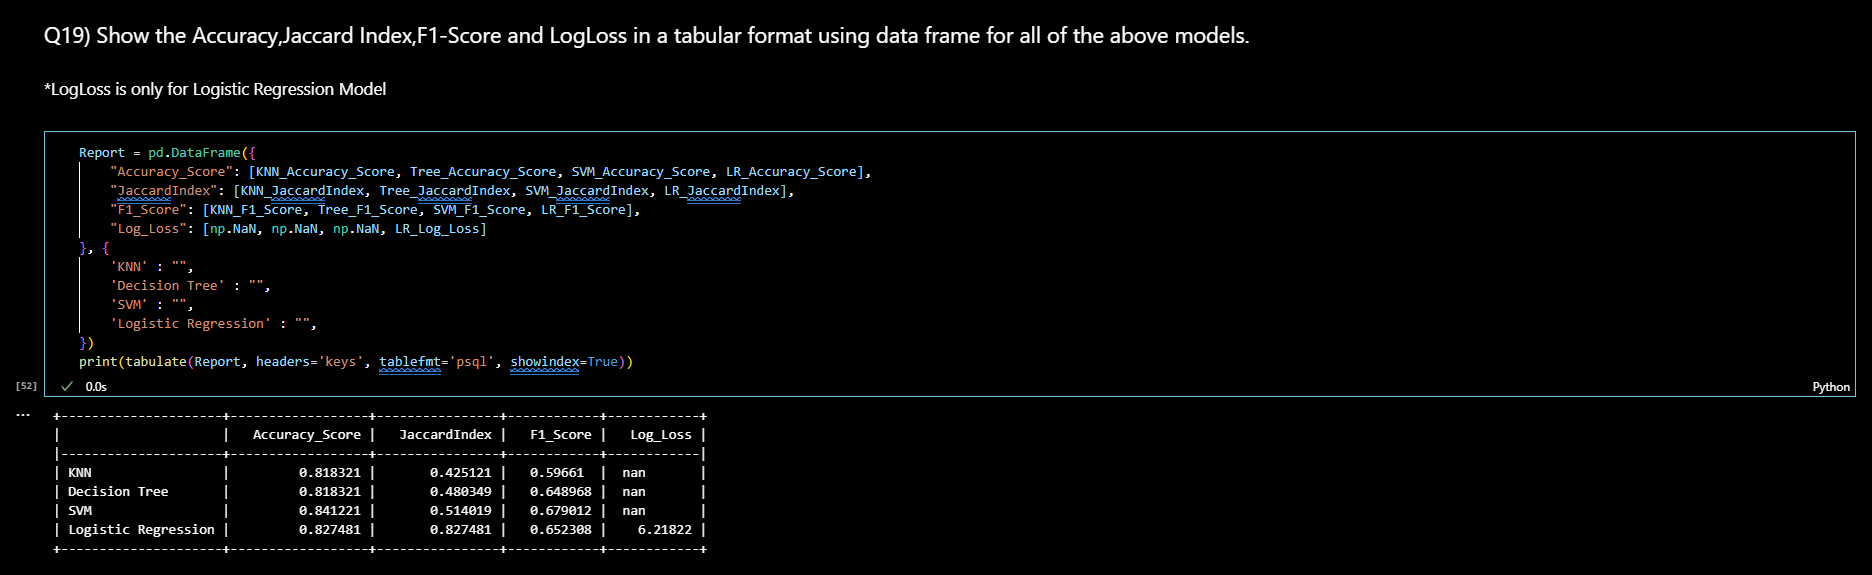 Q19) Show the Accuracy,Jaccard Index,F1-Score and LogLoss in a tabular format using data frame for all of the above models.
*LogLoss is only for Logistic Regression Model
Report = pd.DataFrame({
    "Accuracy_Score": [KNN_Accuracy_Score, Tree_Accuracy_Score, SVM_Accuracy_Score, LR_Accuracy_Score],
    "JaccardIndex": [KNN_JaccardIndex, Tree_JaccardIndex, SVM_JaccardIndex, LR_JaccardIndex],
    "F1_Score": [KNN_F1_Score, Tree_F1_Score, SVM_F1_Score, LR_F1_Score],
    "Log_Loss": [np.NaN, np.NaN, np.NaN, LR_Log_Loss]
}, {
    'KNN' : "",
    'Decision Tree' : "",
    'SVM' : "",
    'Logistic Regression' : "",
})
print(tabulate(Report, headers='keys', tablefmt='psql', showindex=True))
[52] ✓ 0.0s Python
...
+---------------------+------------------+----------------+------------+------------+
|                     |   Accuracy_Score |   JaccardIndex |   F1_Score |   Log_Loss |
|---------------------+------------------+----------------+------------+------------|
| KNN                 |         0.818321 |       0.425121 |   0.59661  |  nan       |
| Decision Tree       |         0.818321 |       0.480349 |   0.648968 |  nan       |
| SVM                 |         0.841221 |       0.514019 |   0.679012 |  nan       |
| Logistic Regression |         0.827481 |       0.827481 |   0.652308 |    6.21822 |
+---------------------+------------------+----------------+------------+------------+